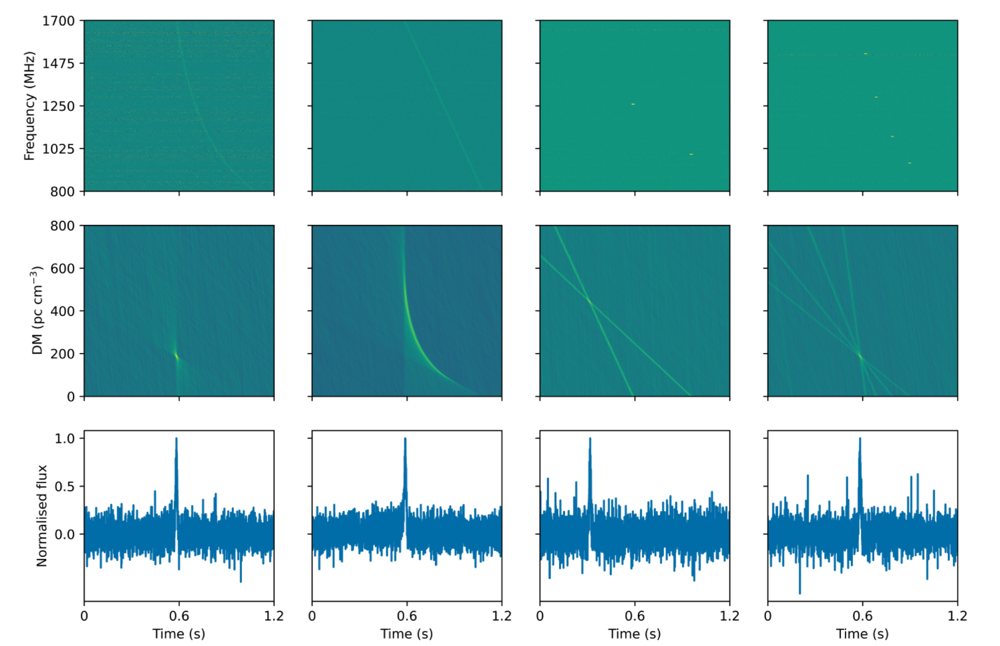 1700
1475
1250
1025
800
Frequency (MHz)
800
600
400
200
0
DM (pc cm⁻³)
1.0
0.5
0.0
Normalised flux
0 0.6 1.2 0 0.6 1.2 0 0.6 1.2 0 0.6 1.2
Time (s) Time (s) Time (s) Time (s)